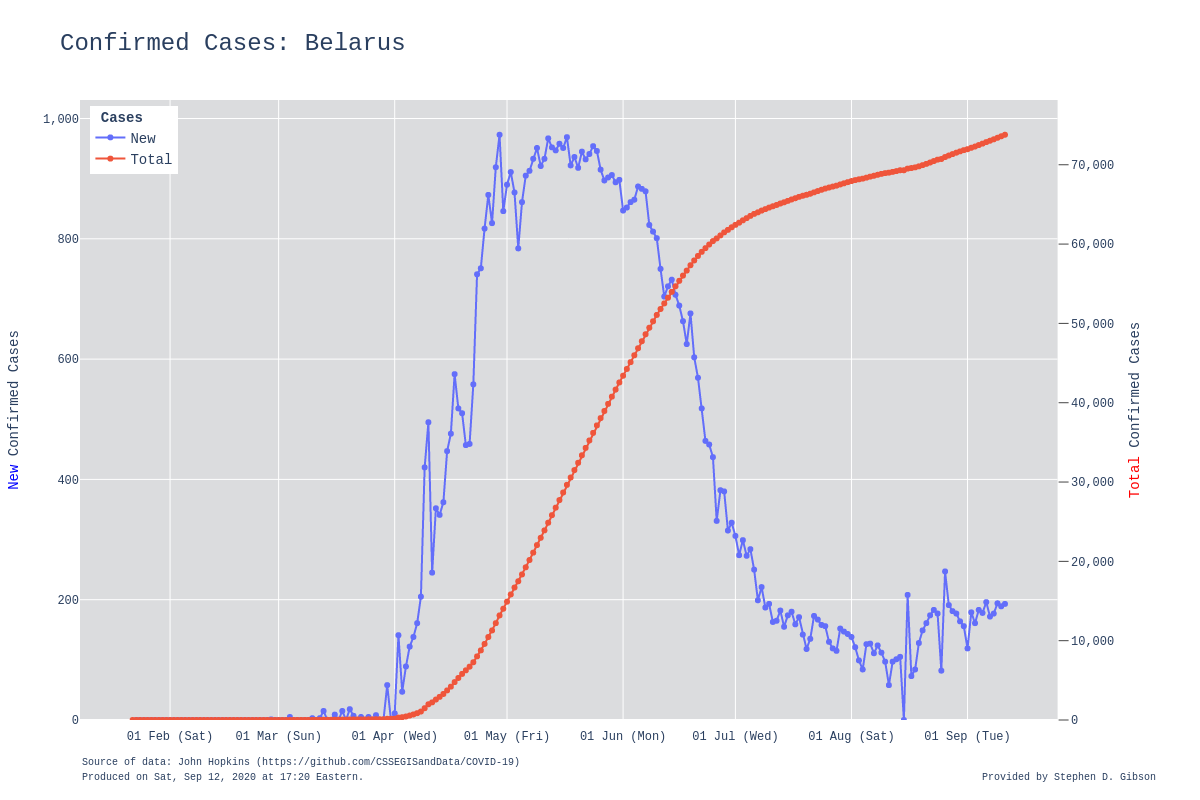 Confirmed Cases: Belarus
Cases
New
Total
1,000
800
600
400
200
0
New Confirmed Cases
70,000
60,000
50,000
40,000
30,000
20,000
10,000
0
Total Confirmed Cases
01 Feb (Sat) 01 Mar (Sun) 01 Apr (Wed) 01 May (Fri) 01 Jun (Mon) 01 Jul (Wed) 01 Aug (Sat) 01 Sep (Tue)
Source of data: John Hopkins (https://github.com/CSSEGISandData/COVID-19)
Produced on Sat, Sep 12, 2020 at 17:20 Eastern.
Provided by Stephen D. Gibson